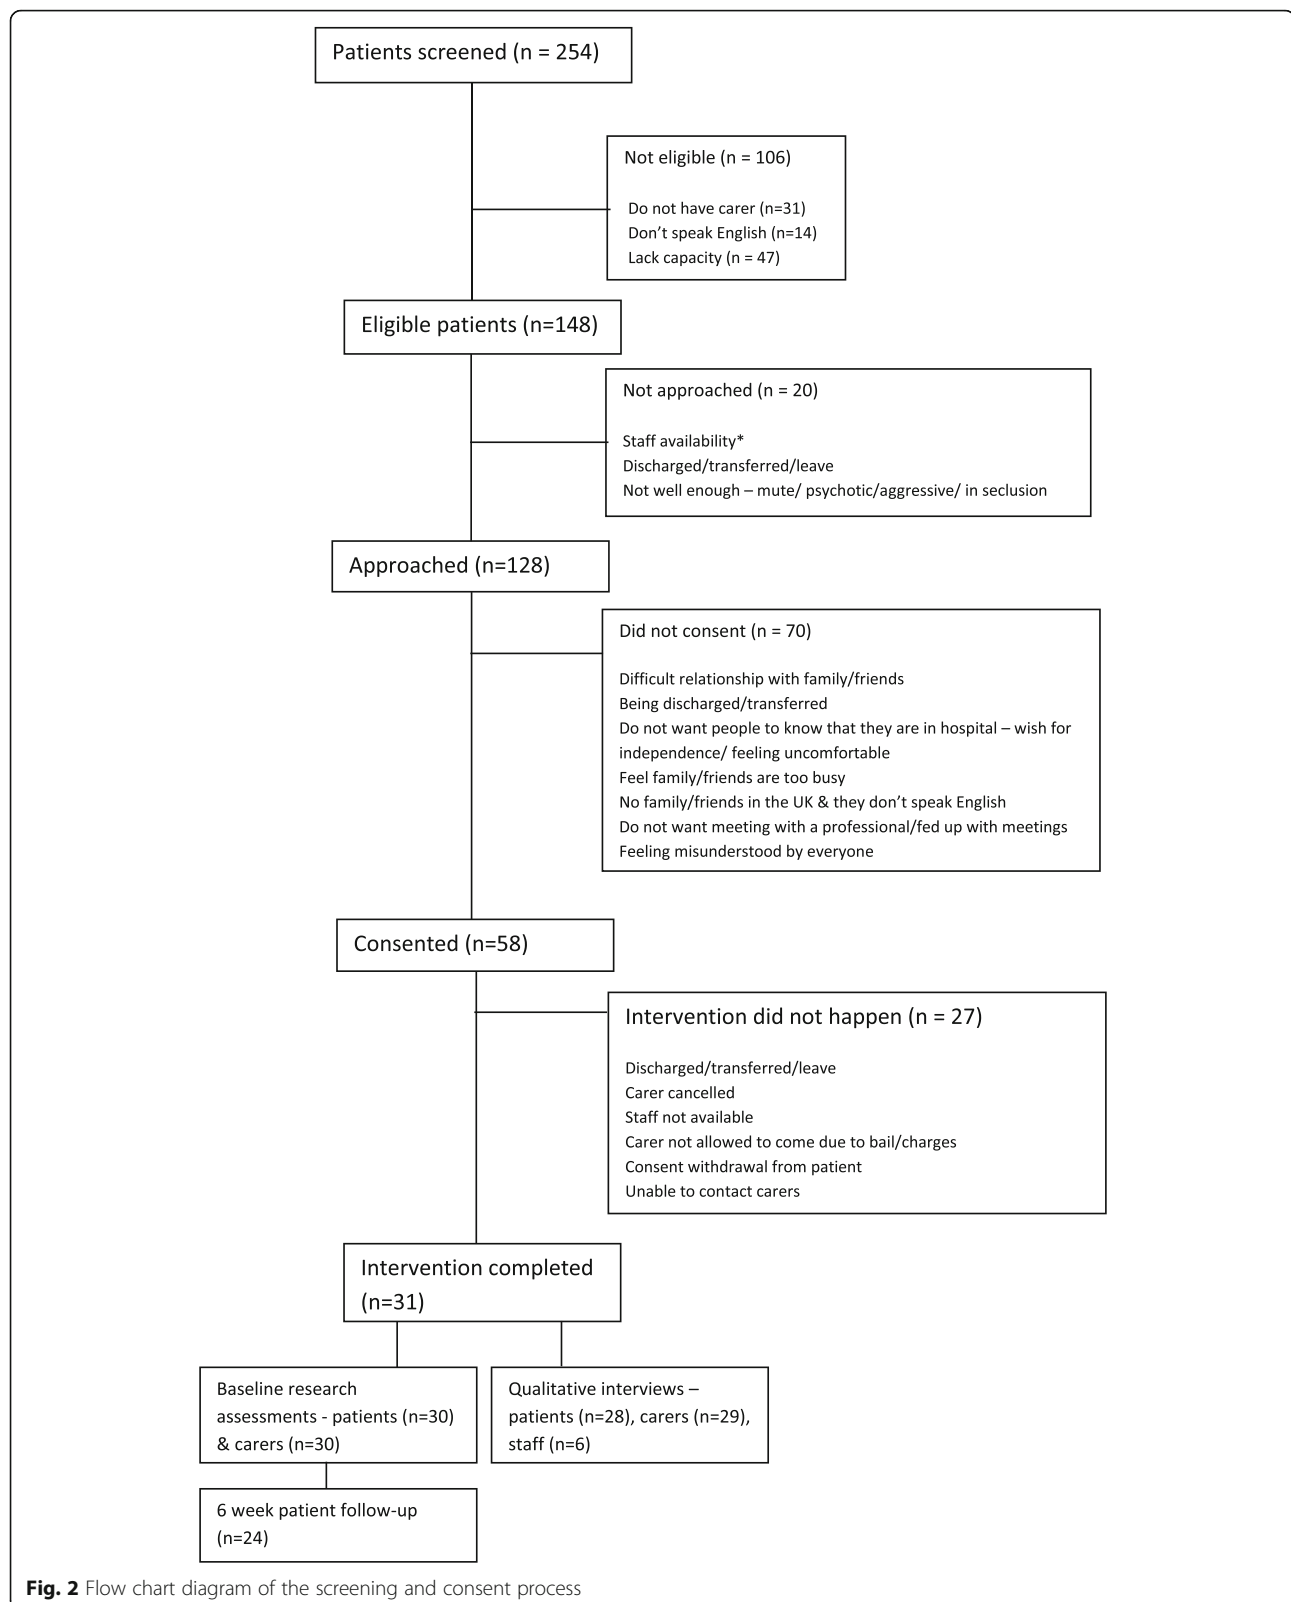 Patients screened (n = 254)
Not eligible (n = 106)
Do not have carer (n=31)
Don’t speak English (n=14)
Lack capacity (n = 47)
Eligible patients (n=148)
Not approached (n = 20)
Staff availability*
Discharged/transferred/leave
Not well enough – mute/ psychotic/aggressive/ in seclusion
Approached (n=128)
Did not consent (n = 70)
Difficult relationship with family/friends
Being discharged/transferred
Do not want people to know that they are in hospital – wish for
independence/ feeling uncomfortable
Feel family/friends are too busy
No family/friends in the UK & they don’t speak English
Do not want meeting with a professional/fed up with meetings
Feeling misunderstood by everyone
Consented (n=58)
Intervention did not happen (n = 27)
Discharged/transferred/leave
Carer cancelled
Staff not available
Carer not allowed to come due to bail/charges
Consent withdrawal from patient
Unable to contact carers
Intervention completed
(n=31)
Baseline research
assessments - patients (n=30)
& carers (n=30)
Qualitative interviews –
patients (n=28), carers (n=29),
staff (n=6)
6 week patient follow-up
(n=24)
Fig. 2 Flow chart diagram of the screening and consent process